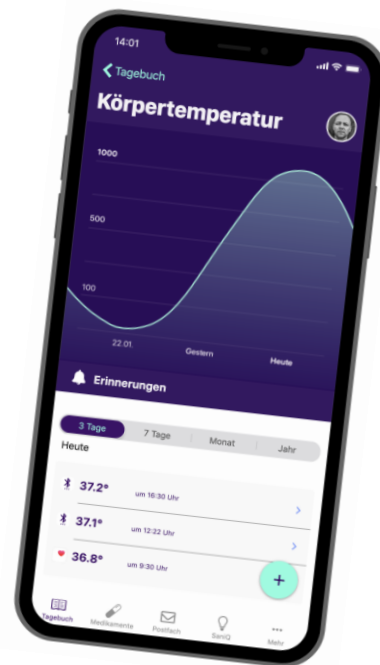 14:01
Tagebuch
Körpertemperatur
1000
500
100
22.01. Gestern Heute
Erinnerungen
3 Tage 7 Tage Monat Jahr
Heute
37.2° um 16:30 Uhr
37.1° um 12:22 Uhr
36.8° um 9:30 Uhr
+
Tagebuch Medikamente Postfach SaniQ Mehr